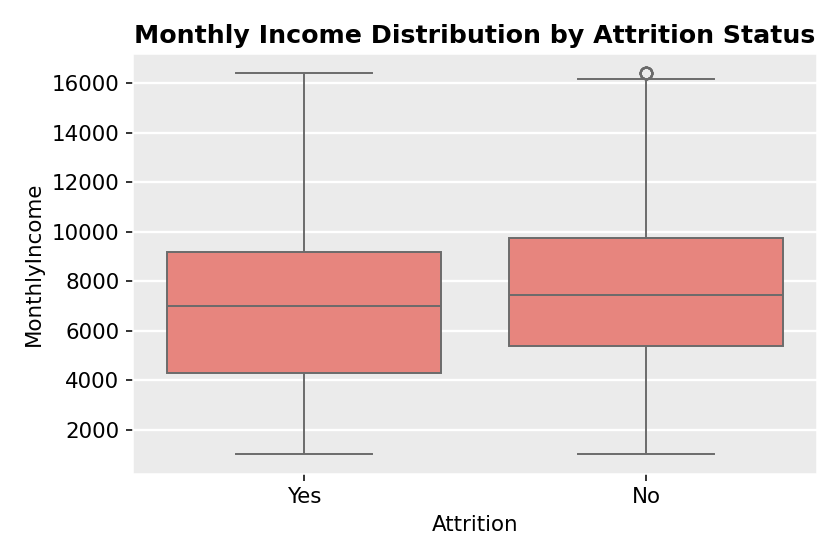 Monthly Income Distribution by Attrition Status
MonthlyIncome
16000
14000
12000
10000
8000
6000
4000
2000
Yes
No
Attrition